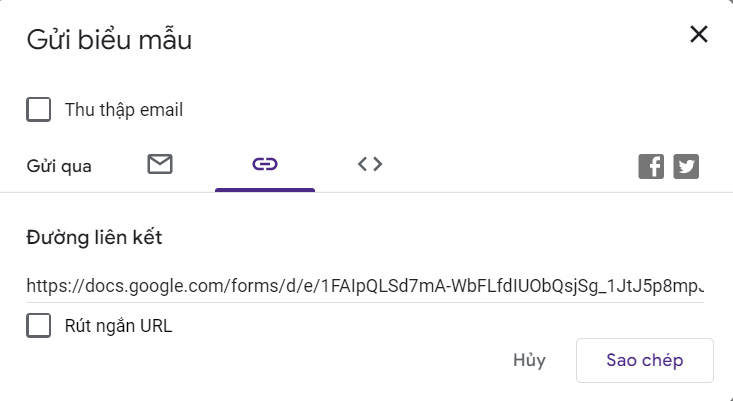 Gửi biểu mẫu
Thu thập email
Gửi qua
Đường liên kết
https://docs.google.com/forms/d/e/1FAIpQLSd7mA-WbFLfdIUObQsjSg_1JtJ5p8mpJ
Rút ngắn URL
Hủy
Sao chép